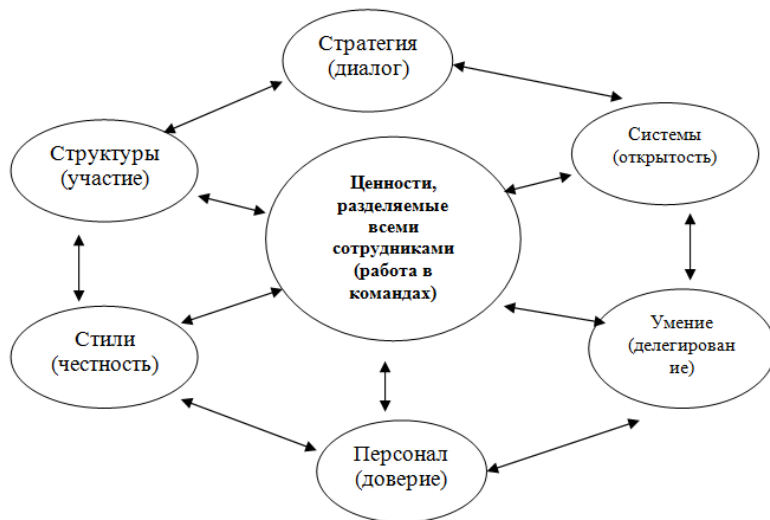 Стратегия
(диалог)
Системы
(открытость)
Структуры
(участие)
Ценности,
разделяемые
всеми
сотрудниками
(работа в
командах)
Стили
(честность)
Умение
(делегирован
ие)
Персонал
(доверие)